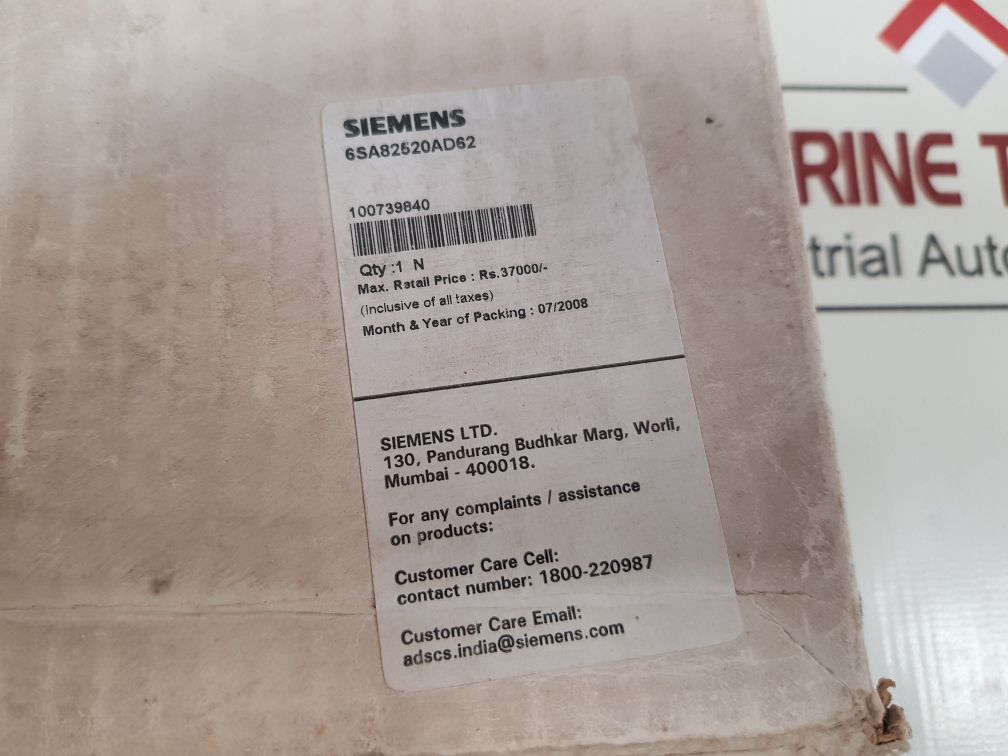 SIEMENS
6SA82520AD62
100739840
Qty :1 N
Max. Retail Price : Rs.37000/-
(Inclusive of all taxes)
Month & Year of Packing : 07/2008
SIEMENS LTD.
130, Pandurang Budhkar Marg, Worli,
Mumbai - 400018.
For any complaints / assistance
on products:
Customer Care Cell:
contact number: 1800-220987
Customer Care Email:
adscs.india@siemens.com
RINE T
trial Auto